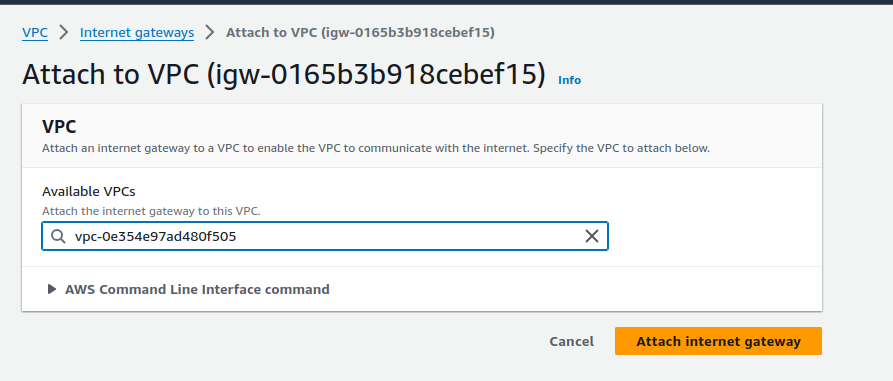 VPC > Internet gateways > Attach to VPC (igw-0165b3b918cebef15)
Attach to VPC (igw-0165b3b918cebef15) Info
VPC
Attach an internet gateway to a VPC to enable the VPC to communicate with the internet. Specify the VPC to attach below.
Available VPCs
Attach the internet gateway to this VPC.
vpc-0e354e97ad480f505
AWS Command Line Interface command
Cancel Attach internet gateway